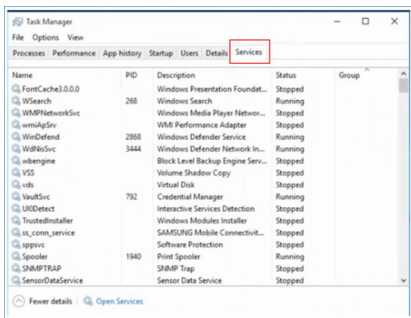 Task Manager
File Options View
Processes Performance App history Startup Users Details Services
Name PID Description Status Group
FontCache3.0.0.0 Windows Presentation Foundat... Stopped
WSearch 268 Windows Search Running
WMPNetworkSvc Windows Media Player Networ... Running
wmiApSrv WMI Performance Adapter Stopped
WinDefend 2868 Windows Defender Service Running
WdNisSvc 3444 Windows Defender Network In... Running
wbengine Block Level Backup Engine Serv... Stopped
VSS Volume Shadow Copy Stopped
vds Virtual Disk Stopped
VaultSvc 792 Credential Manager Running
UI0Detect Interactive Services Detection Stopped
TrustedInstaller Windows Modules Installer Stopped
ss_conn_service SAMSUNG Mobile Connectivit... Stopped
sppsvc Software Protection Stopped
Spooler 1940 Print Spooler Running
SNMPTRAP SNMP Trap Stopped
SensorDataService Sensor Data Service Stopped
Fewer details Open Services